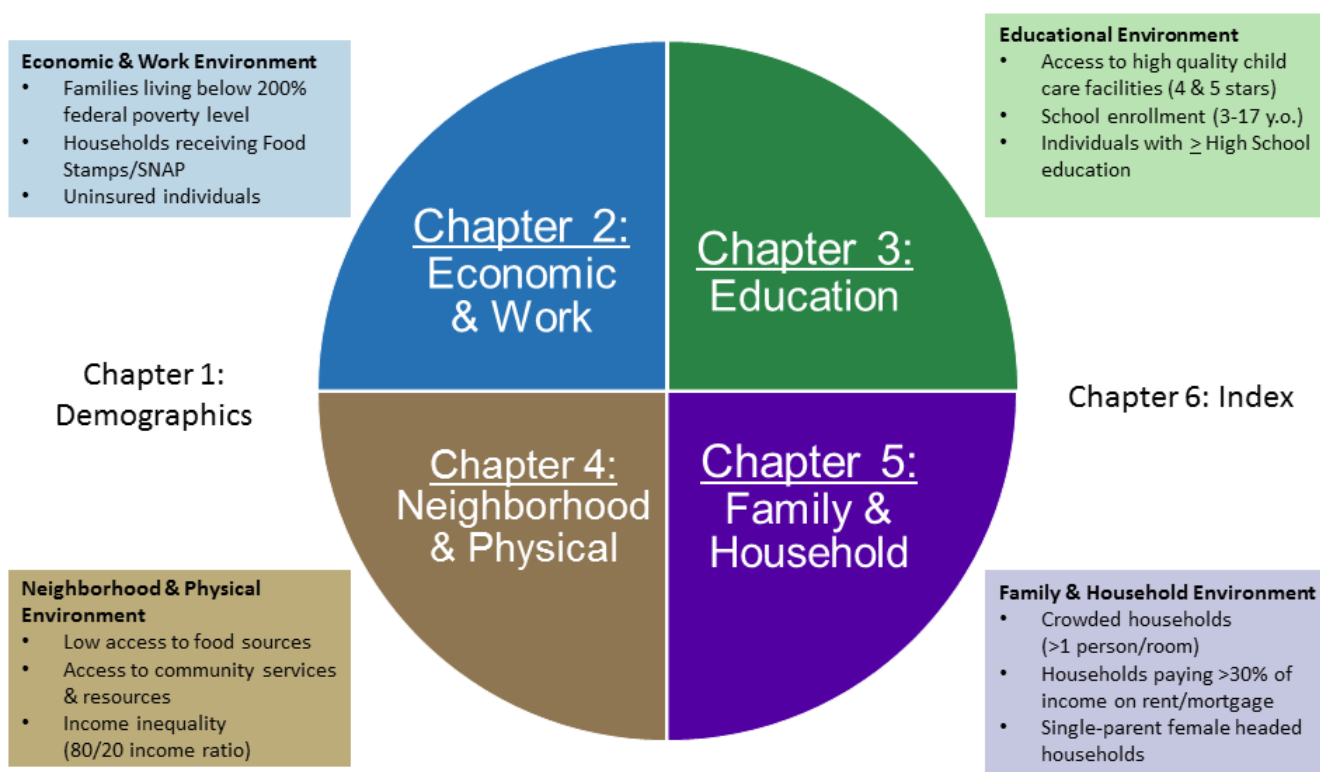 Economic & Work Environment
• Families living below 200%
federal poverty level
• Households receiving Food
Stamps/SNAP
• Uninsured individuals
Educational Environment
• Access to high quality child
care facilities (4 & 5 stars)
• School enrollment (3-17 y.o.)
• Individuals with ≥ High School
education
Chapter 2:
Economic
& Work
Chapter 3:
Education
Chapter 1:
Demographics
Chapter 6: Index
Chapter 4:
Neighborhood
& Physical
Chapter 5:
Family &
Household
Neighborhood & Physical
Environment
• Low access to food sources
• Access to community services
& resources
• Income inequality
(80/20 income ratio)
Family & Household Environment
• Crowded households
(>1 person/room)
• Households paying >30% of
income on rent/mortgage
• Single-parent female headed
households